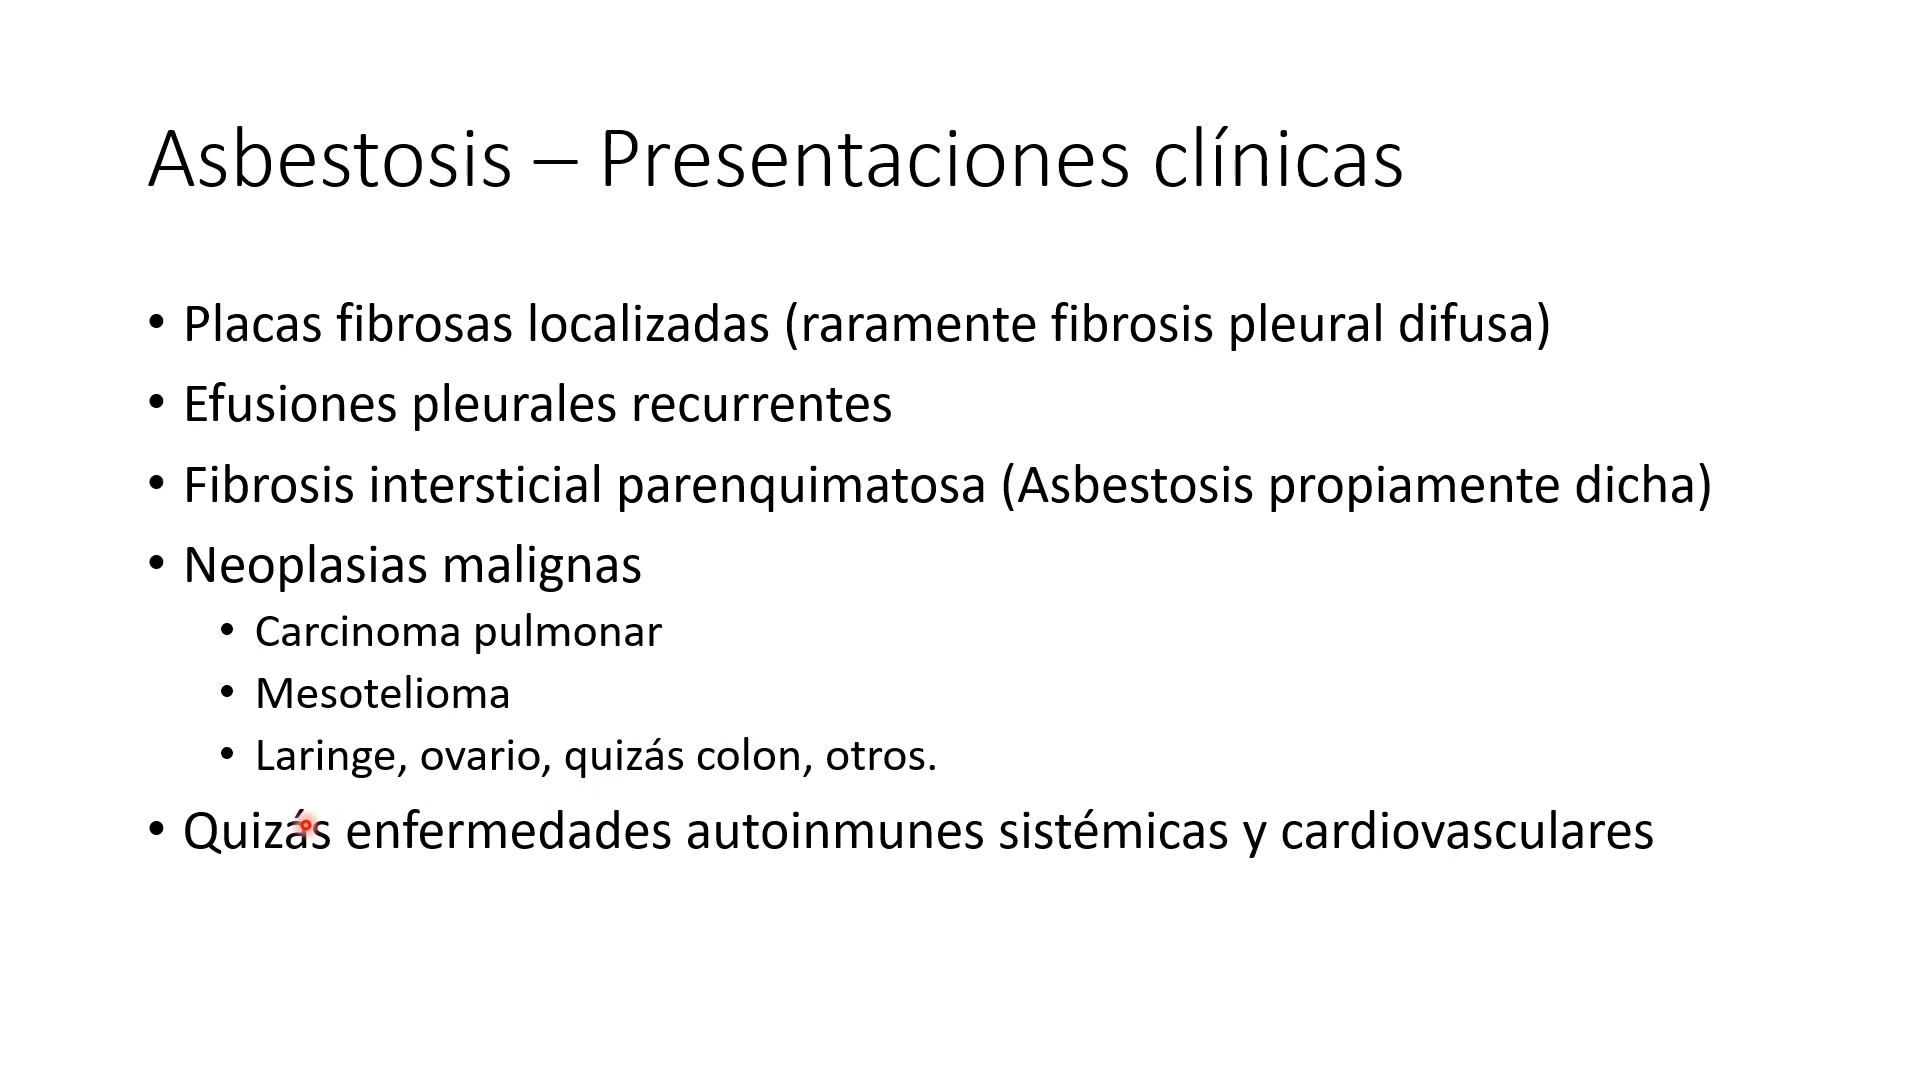 Asbestosis – Presentaciones clínicas
• Placas fibrosas localizadas (raramente fibrosis pleural difusa)
• Efusiones pleurales recurrentes
• Fibrosis intersticial parenquimatosa (Asbestosis propiamente dicha)
• Neoplasias malignas
• Carcinoma pulmonar
• Mesotelioma
• Laringe, ovario, quizás colon, otros.
• Quizás enfermedades autoinmunes sistémicas y cardiovasculares